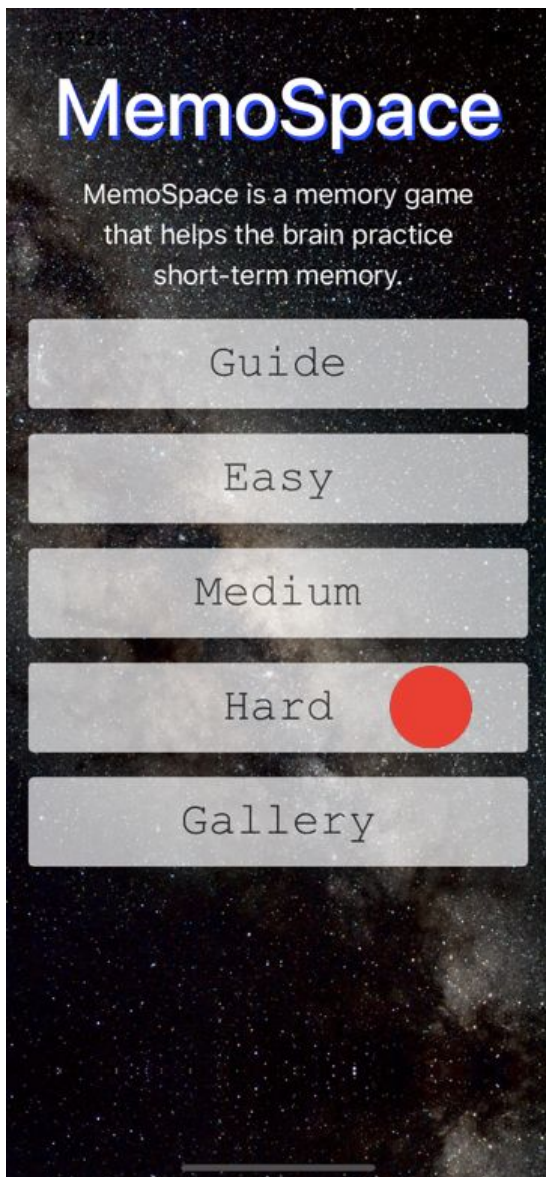 MemoSpace
MemoSpace is a memory game
that helps the brain practice
short-term memory.
Guide
Easy
Medium
Hard
Gallery